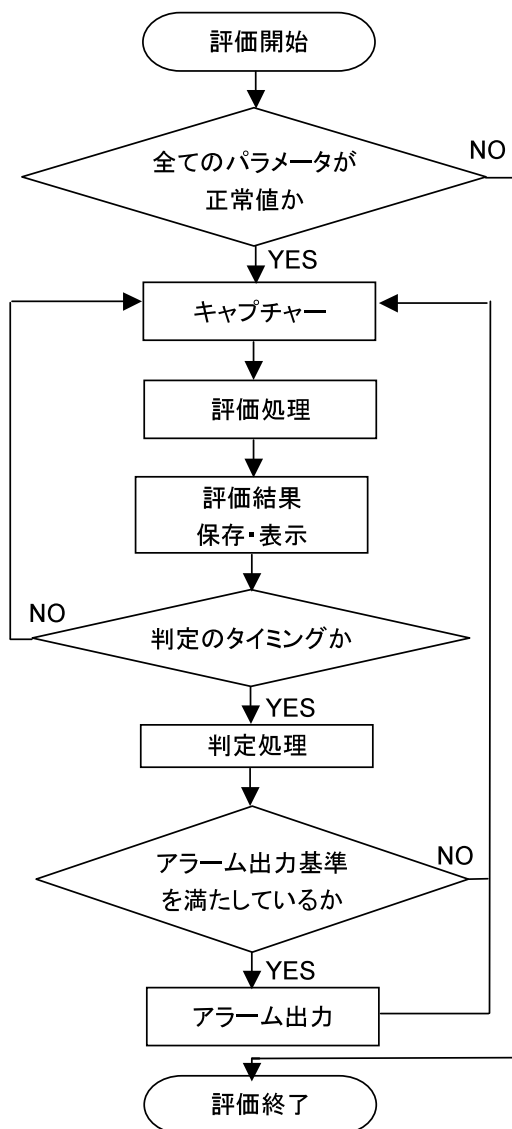 評価開始
全てのパラメータが
正常値か
NO
YES
キャプチャー
評価処理
評価結果
保存・表示
NO
判定のタイミングか
YES
判定処理
アラーム出力基準
を満たしているか
NO
YES
アラーム出力
評価終了